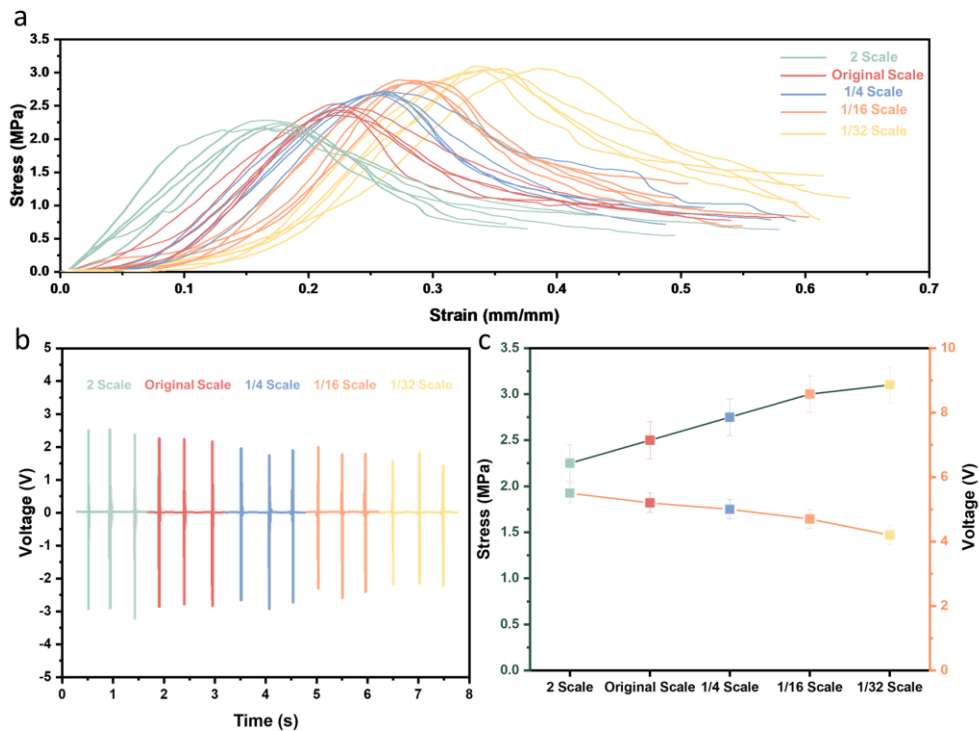 a
3.5
3.0
2.5
2.0
1.5
1.0
0.5
0.0
Stress (MPa)
2 Scale
Original Scale
1/4 Scale
1/16 Scale
1/32 Scale
0.0 0.1 0.2 0.3 0.4 0.5 0.6 0.7
Strain (mm/mm)
b
5
4
3
2
1
0
-1
-2
-3
-4
-5
Voltage (V)
2 Scale Original Scale 1/4 Scale 1/16 Scale 1/32 Scale
0 1 2 3 4 5 6 7 8
Time (s)
c
3.5
3.0
2.5
2.0
1.5
1.0
0.5
0.0
Stress (MPa)
10
8
6
4
2
0
Voltage (V)
2 Scale Original Scale 1/4 Scale 1/16 Scale 1/32 Scale